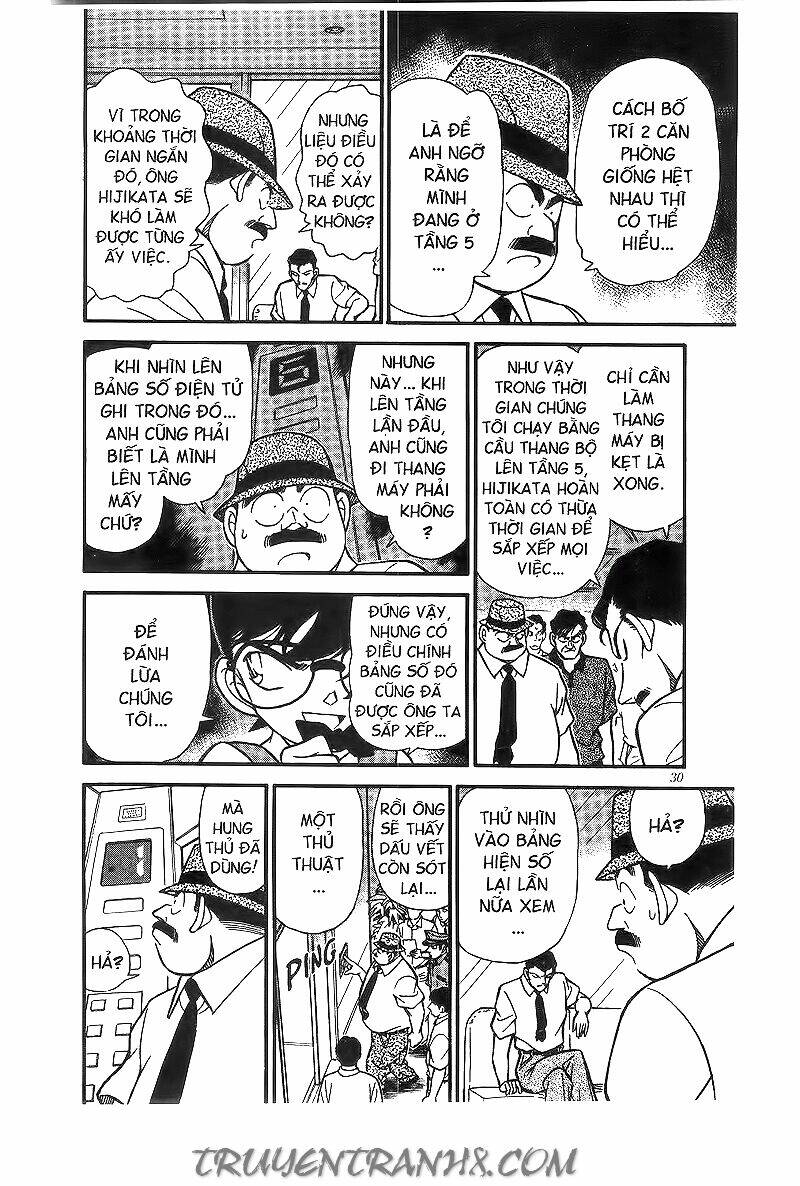 CÁCH BỐ
TRÍ 2 CĂN
PHÒNG
GIỐNG HỆT
NHAU THÌ
CÓ THỂ
HIỂU...
LÀ ĐỂ
ANH NGỠ
RẰNG
MÌNH
ĐANG Ở
TẦNG 5
...
NHƯNG
LIỆU ĐIỀU
ĐÓ CÓ
THỂ XẢY
RA ĐƯỢC
KHÔNG?
VÌ TRONG
KHOẢNG THỜI
GIAN NGẮN
ĐÓ, ÔNG
HIJIKATA SẼ
KHÓ LÀM
ĐƯỢC TỪNG
ẤY VIỆC.
CHỈ CẦN
LÀM
THANG
MÁY BỊ
KẸT LÀ
XONG.
NHƯ VẬY
TRONG THỜI
GIAN CHÚNG
TÔI CHẠY BẰNG
CẦU THANG BỘ
LÊN TẦNG 5,
HIJIKATA HOÀN
TOÀN CÓ THỪA
THỜI GIAN ĐỂ
SẮP XẾP MỌI
VIỆC...
NHƯNG
NÀY... KHI
LÊN TẦNG
LẦN ĐẦU,
ANH CŨNG
ĐI THANG
MÁY PHẢI
KHÔNG
?
KHI NHÌN LÊN
BẢNG SỐ ĐIỆN TỬ
GHI TRONG ĐÓ...
ANH CŨNG PHẢI
BIẾT LÀ MÌNH
LÊN TẦNG
MẤY
CHỨ?
ĐÚNG VẬY,
NHƯNG CÓ
ĐIỀU CHÍNH
BẢNG SỐ ĐÓ
CŨNG ĐÃ
ĐƯỢC ÔNG TA
SẮP XẾP...
ĐỂ
ĐÁNH
LỪA
CHÚNG
TÔI...
30
HẢ?
THỬ NHÌN
VÀO BẢNG
HIỆN SỐ
LẠI LẦN
NỮA XEM
...
RỒI ÔNG
SẼ THẤY
DẤU VẾT
CÒN SÓT
LẠI...
MỘT
THỦ
THUẬT
...
PING
MÀ
HUNG
THỦ ĐÃ
DÙNG!
HẢ?
TRUYENTRANH8.COM